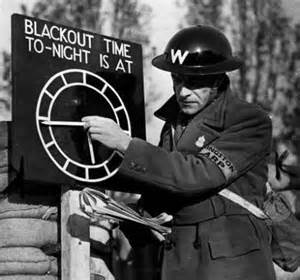 BLACKOUT TIME
TO-NIGHT IS AT
W
A.R.P.